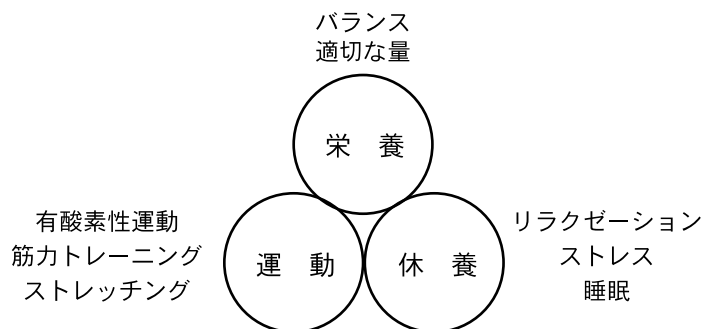 バランス
適切な量
栄　養
有酸素性運動
筋力トレーニング
ストレッチング
運　動
休　養
リラクゼーション
ストレス
睡眠